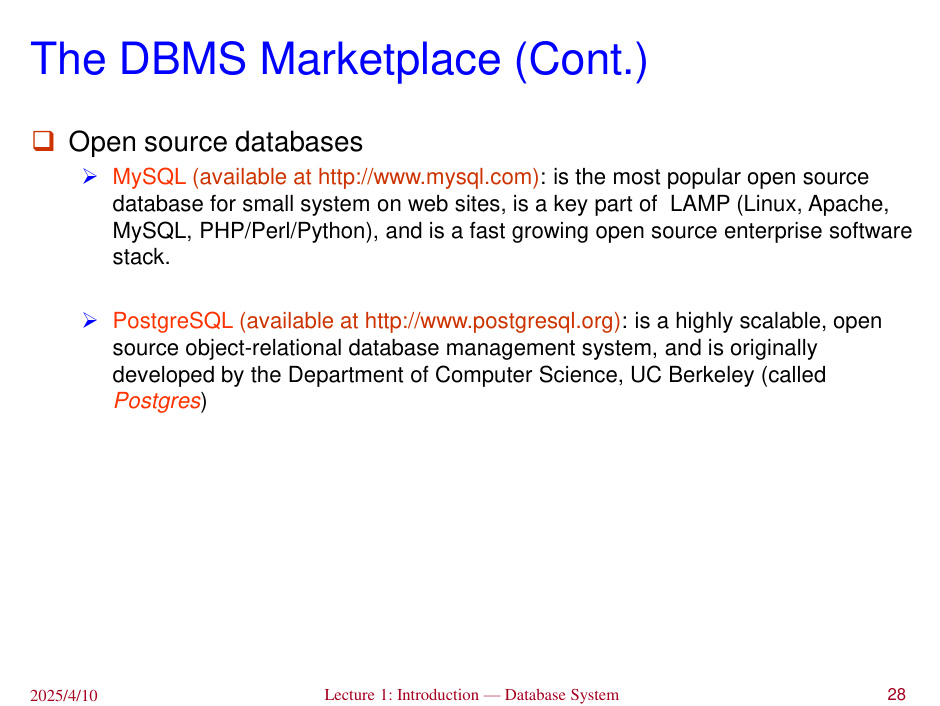 The DBMS Marketplace (Cont.)
Open source databases
MySQL (available at http://www.mysql.com): is the most popular open source
database for small system on web sites, is a key part of  LAMP (Linux, Apache,
MySQL, PHP/Perl/Python), and is a fast growing open source enterprise software
stack.
PostgreSQL (available at http://www.postgresql.org): is a highly scalable, open
source object-relational database management system, and is originally
developed by the Department of Computer Science, UC Berkeley (called
Postgres)
2025/4/10
Lecture 1: Introduction — Database System
28